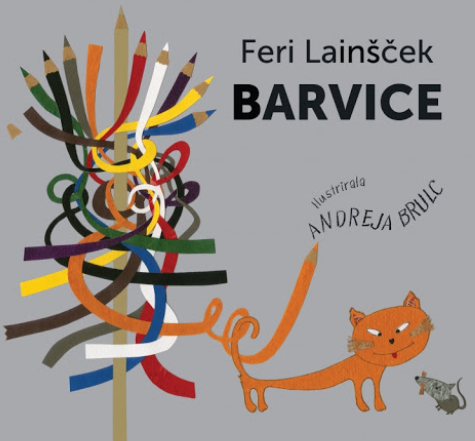 Feri Lainšček
BARVICE
Ilustrirala
ANDREJA BRULC